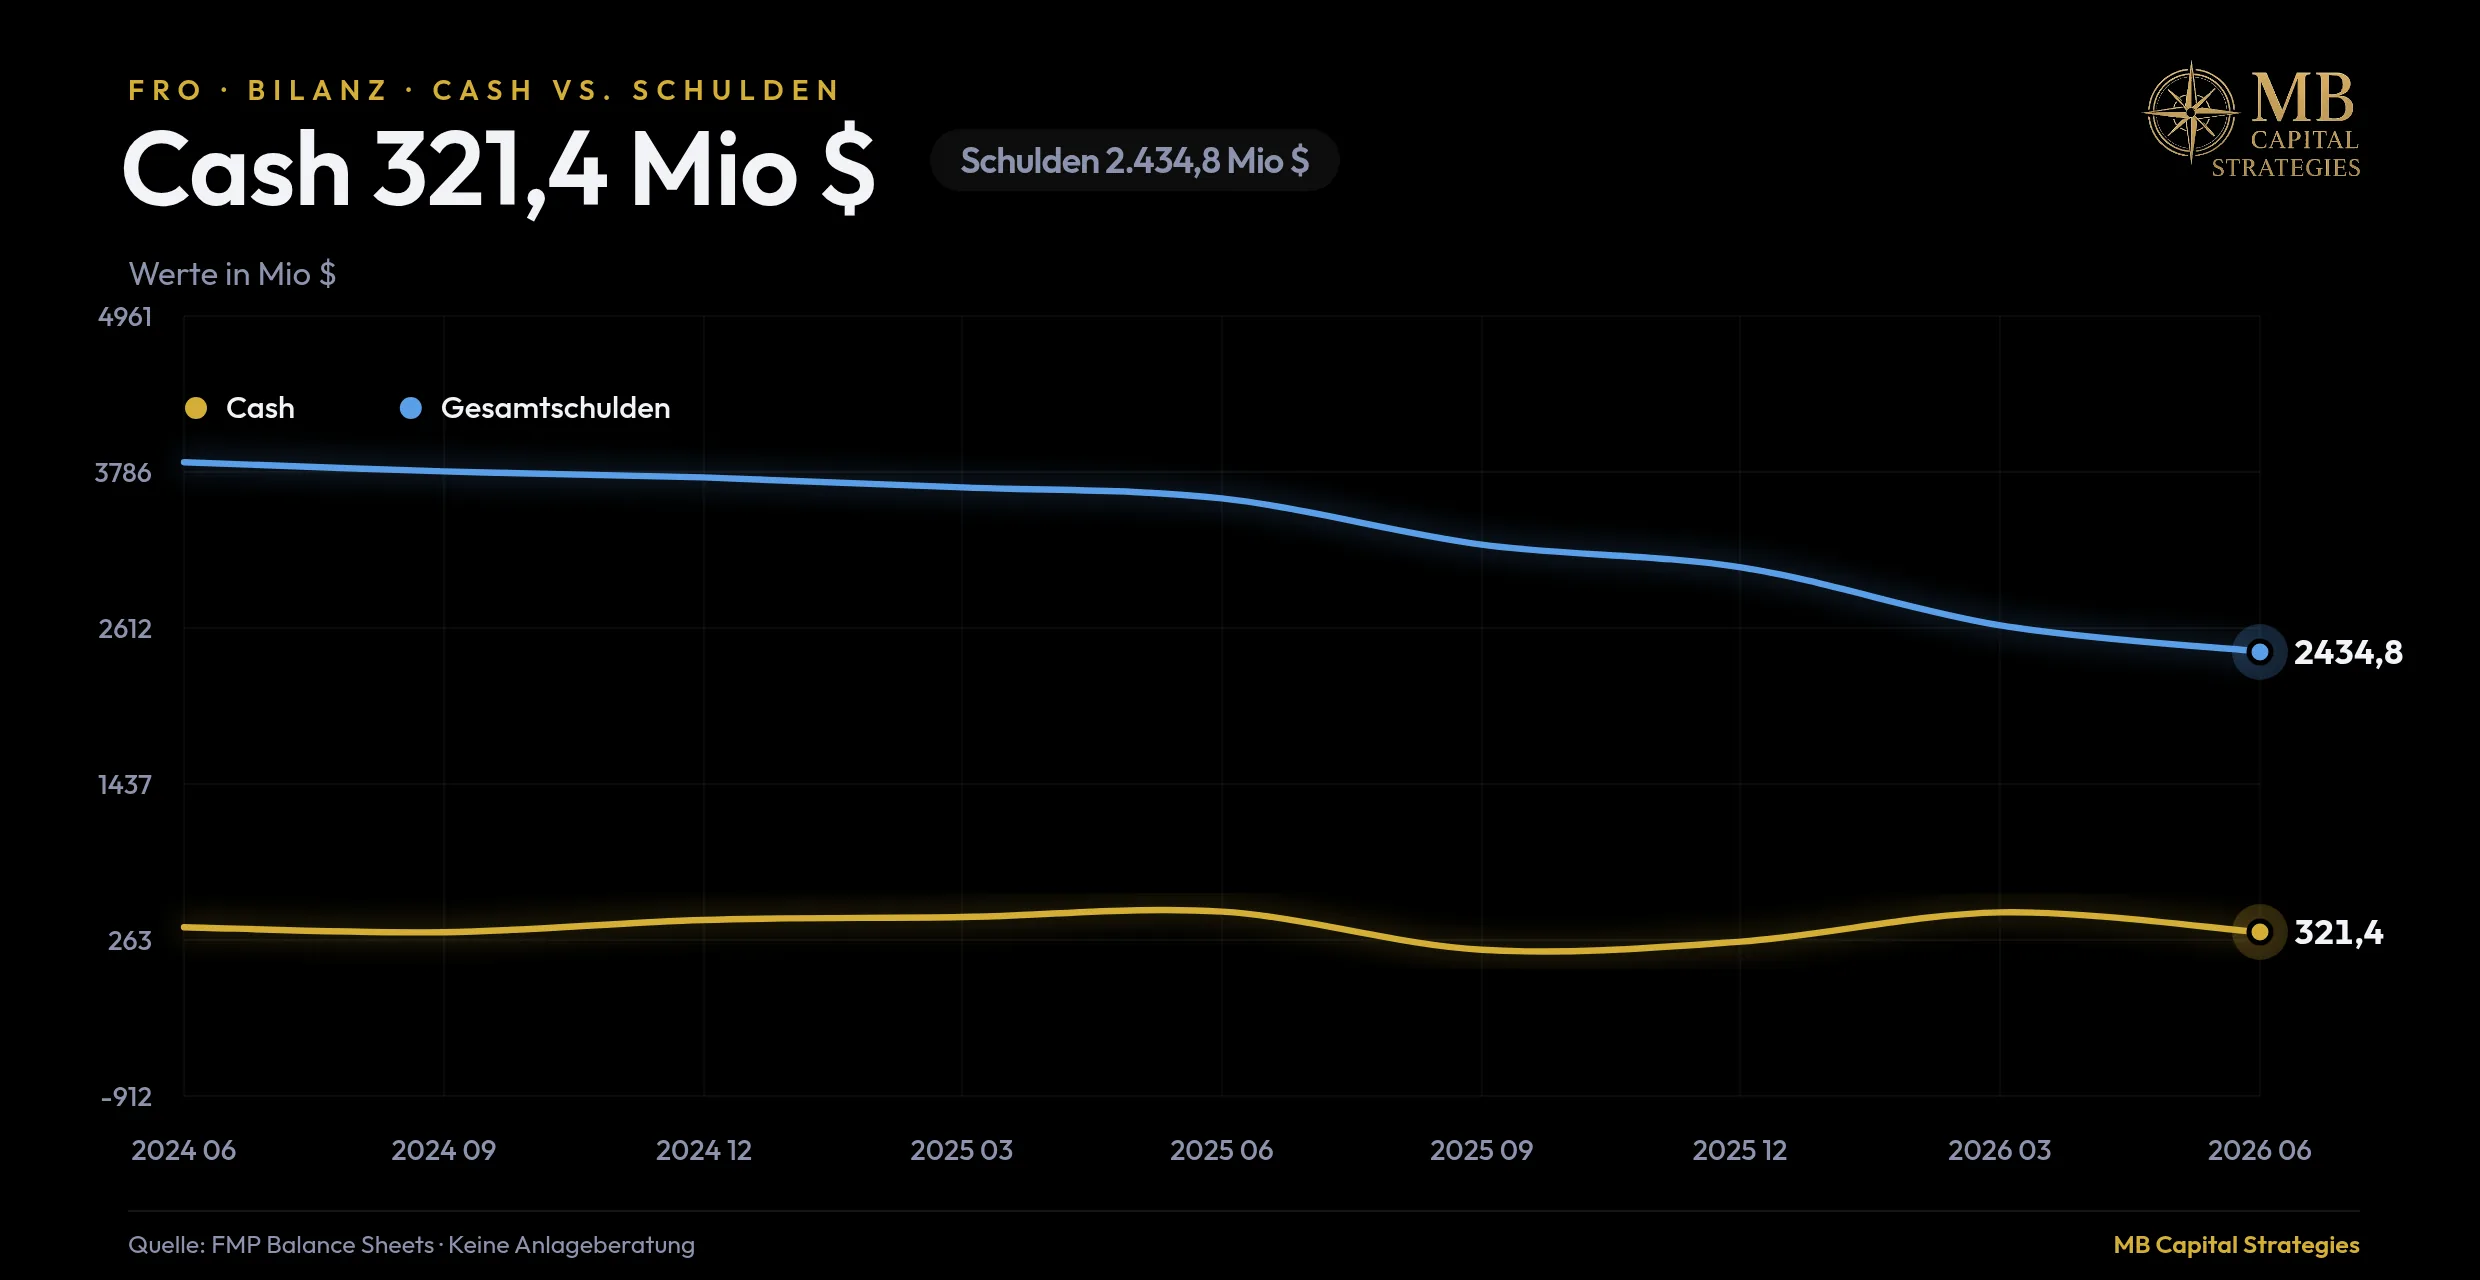 FRO · BILANZ · CASH VS. SCHULDEN
MB
CAPITAL
STRATEGIES
Cash 321,4 Mio $
Schulden 2.434,8 Mio $
Werte in Mio $
4961
Cash
Gesamtschulden
3786
2612
2434,8
1437
263
321,4
-912
2024 06
2024 09
2024 12
2025 03
2025 06
2025 09
2025 12
2026 03
2026 06
Quelle: FMP Balance Sheets · Keine Anlageberatung
MB Capital Strategies